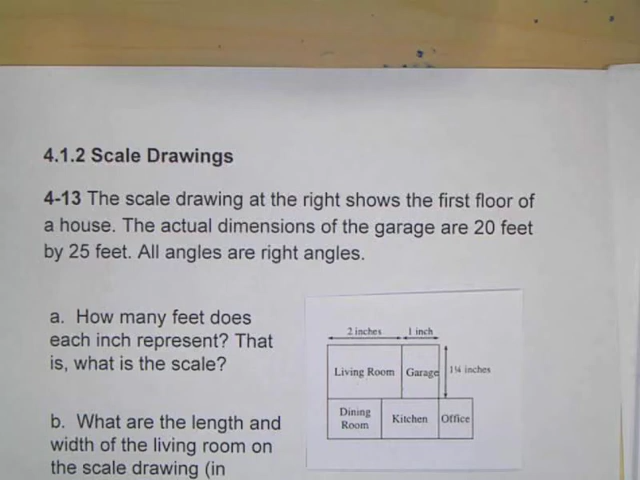 4.1.2 Scale Drawings
4-13 The scale drawing at the right shows the first floor of
a house. The actual dimensions of the garage are 20 feet
by 25 feet. All angles are right angles.
a. How many feet does
each inch represent? That
is, what is the scale?
b. What are the length and
width of the living room on
the scale drawing (in
2 inches
1 inch
Living Room
Garage
1¼ inches
Dining
Room
Kitchen
Office